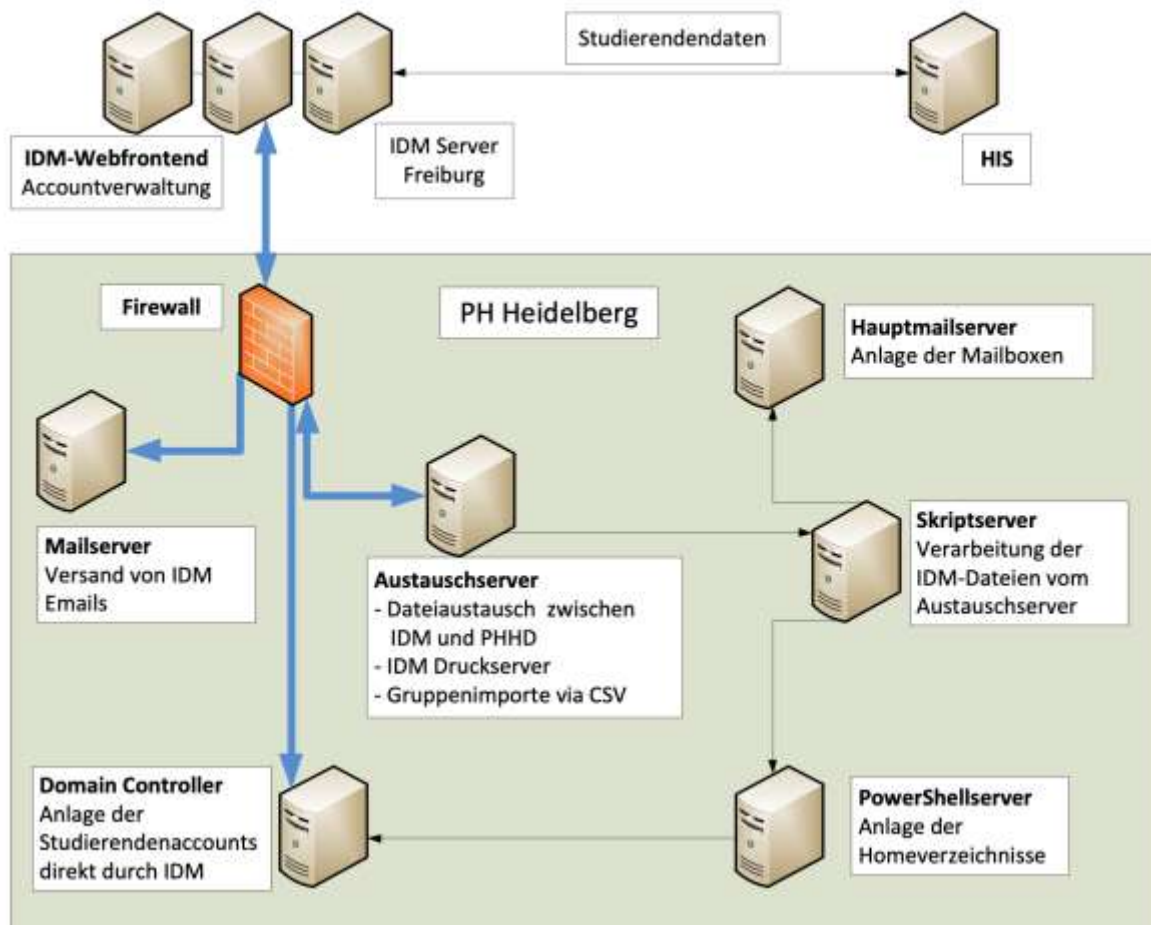 Studierendendaten
IDM-Webfrontend
Accountverwaltung
IDM Server
Freiburg
HIS
Firewall
PH Heidelberg
Hauptmailserver
Anlage der Mailboxen
Mailserver
Versand von IDM
Emails
Austauschserver
- Dateiaustausch zwischen
IDM und PHHD
- IDM Druckserver
- Gruppenimporte via CSV
Skriptserver
Verarbeitung der
IDM-Dateien vom
Austauschserver
Domain Controller
Anlage der
Studierendenaccounts
direkt durch IDM
PowerShellserver
Anlage der
Homeverzeichnisse